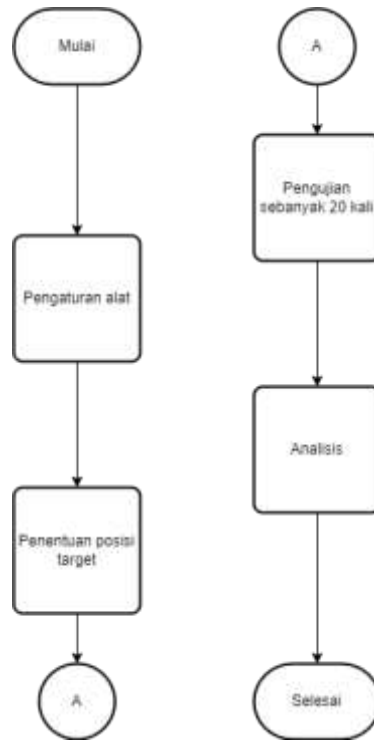 Mulai
Pengaturan alat
Penentuan posisi
target
A
A
Pengujian
sebanyak 20 kali
Analisis
Selesai